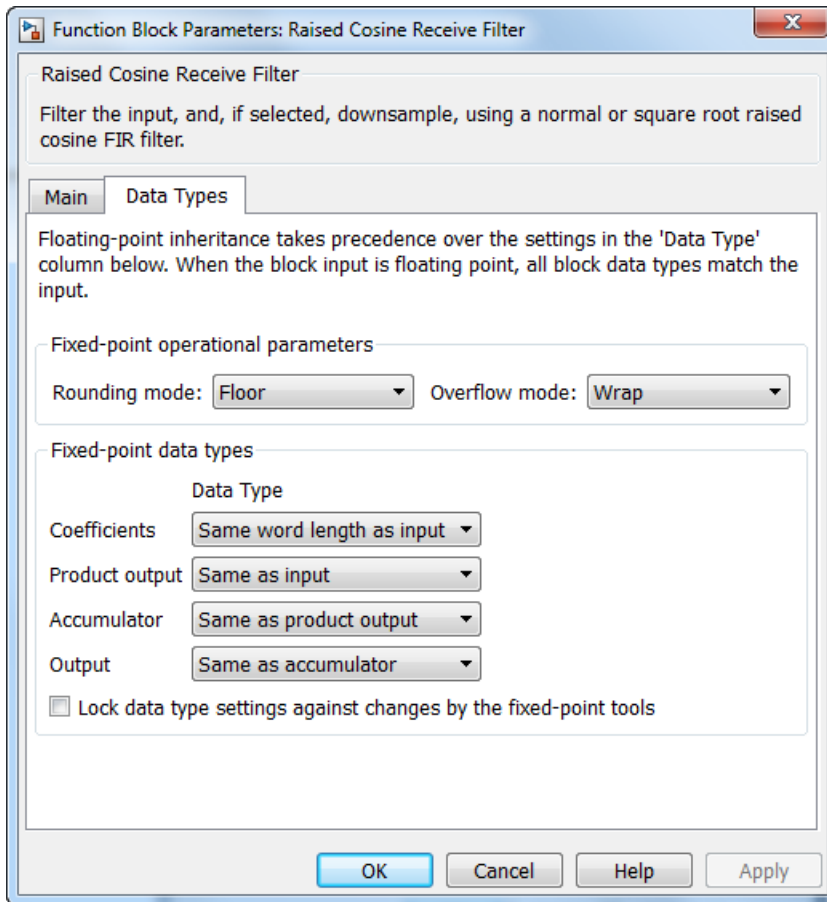 Function Block Parameters: Raised Cosine Receive Filter
Raised Cosine Receive Filter
Filter the input, and, if selected, downsample, using a normal or square root raised
cosine FIR filter.
Main Data Types
Floating-point inheritance takes precedence over the settings in the 'Data Type'
column below. When the block input is floating point, all block data types match the
input.
Fixed-point operational parameters
Rounding mode: Floor Overflow mode: Wrap
Fixed-point data types
Data Type
Coefficients Same word length as input
Product output Same as input
Accumulator Same as product output
Output Same as accumulator
Lock data type settings against changes by the fixed-point tools
OK Cancel Help Apply